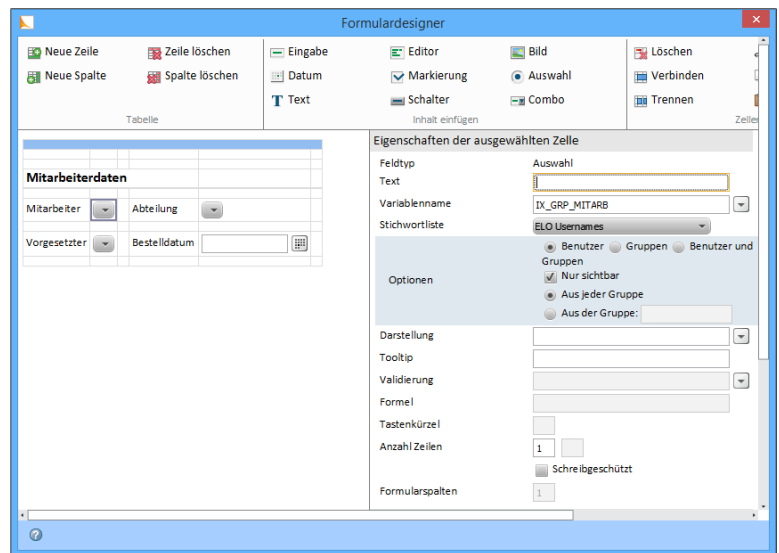 Formulardesigner
Neue Zeile Zeile löschen Eingabe Editor Bild Löschen
Neue Spalte Spalte löschen Datum Markierung Auswahl Verbinden
T Text Schalter Combo Trennen
Tabelle Inhalt einfügen Zeller
Eigenschaften der ausgewählten Zelle
Mitarbeiterdaten
Mitarbeiter Abteilung
Vorgesetzter Bestelldatum
Feldtyp Auswahl
Text
Variablenname IX_GRP_MITARB
Stichwortliste ELO Usernames
Optionen
Benutzer Gruppen Benutzer und
Gruppen
Nur sichtbar
Aus jeder Gruppe
Aus der Gruppe:
Darstellung
Tooltip
Validierung
Formel
Tastenkürzel
Anzahl Zeilen 1
Schreibgeschützt
Formularspalten 1